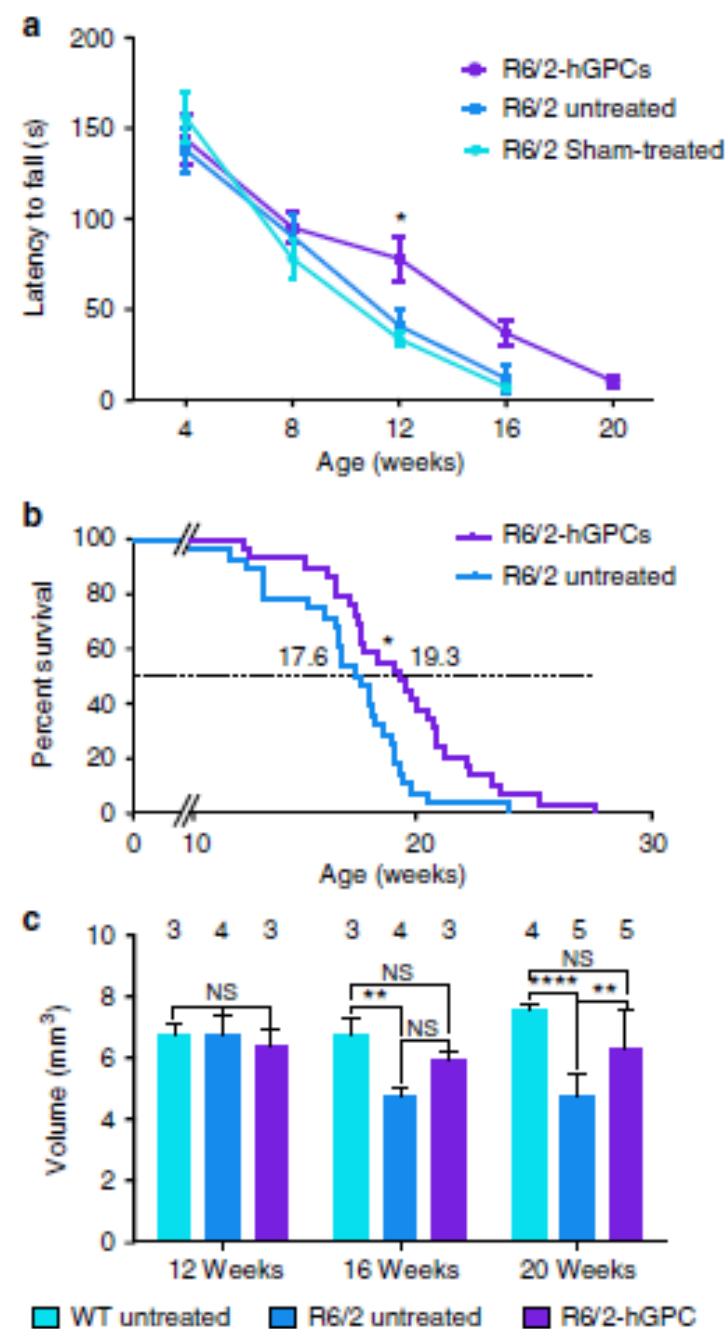 a
200
150
100
50
0
Latency to fall (s)
R6/2-hGPCs
R6/2 untreated
R6/2 Sham-treated
*
4 8 12 16 20
Age (weeks)
b
100
80
60
40
20
0
Percent survival
R6/2-hGPCs
R6/2 untreated
*
17.6 19.3
0 10 20 30
Age (weeks)
c
10
8
6
4
2
0
Volume (mm³)
3 4 3 3 4 3 4 5 5
NS
NS
**
NS
NS
****
**
12 Weeks 16 Weeks 20 Weeks
WT untreated R6/2 untreated R6/2-hGPC